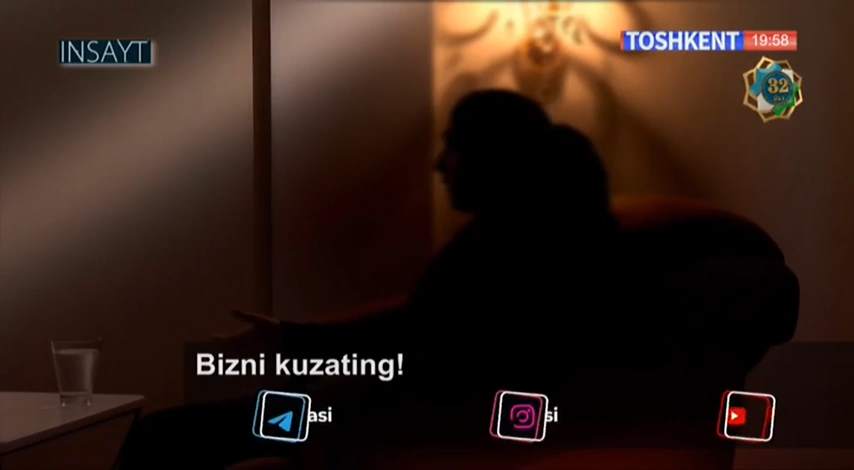 INSAYT
TOSHKENT 19:58
32
Bizni kuzating!
asi
si